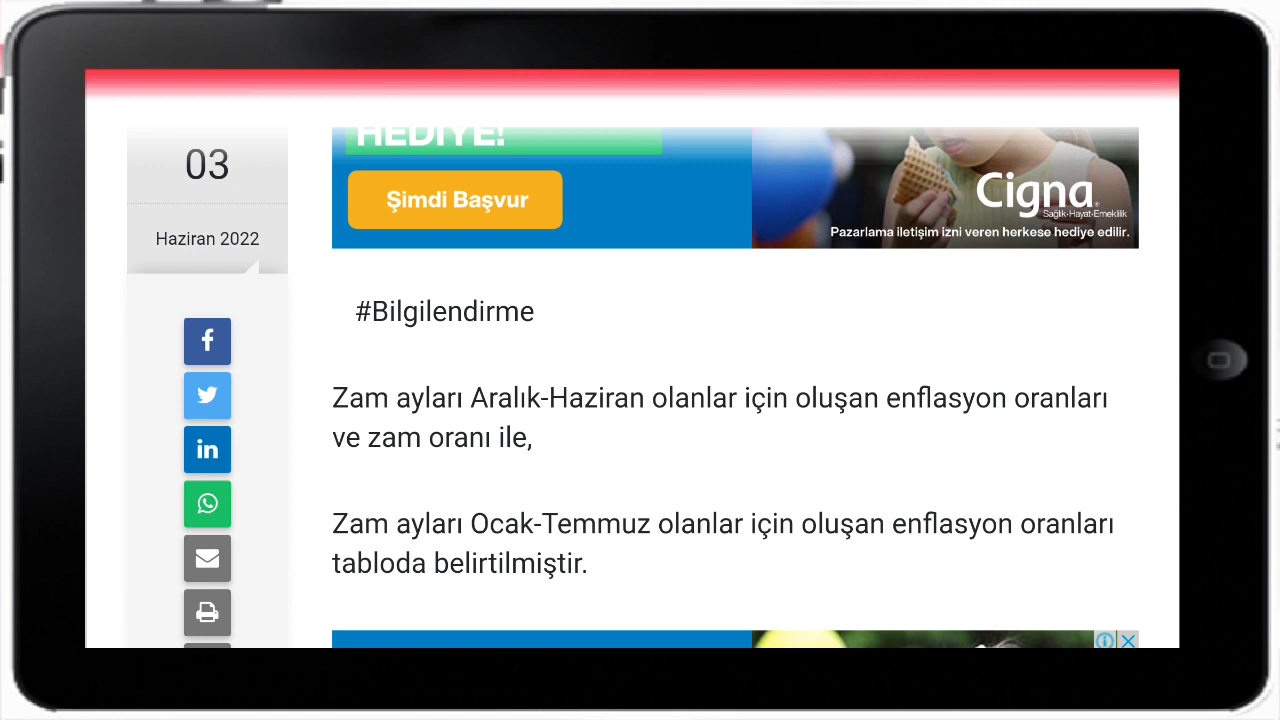 HEDİYE!
Şimdi Başvur
Cigna
Sağlık•Hayat•Emeklilik
Pazarlama iletişim izni veren herkese hediye edilir.
03
Haziran 2022
#Bilgilendirme
Zam ayları Aralık-Haziran olanlar için oluşan enflasyon oranları
ve zam oranı ile,
Zam ayları Ocak-Temmuz olanlar için oluşan enflasyon oranları
tabloda belirtilmiştir.